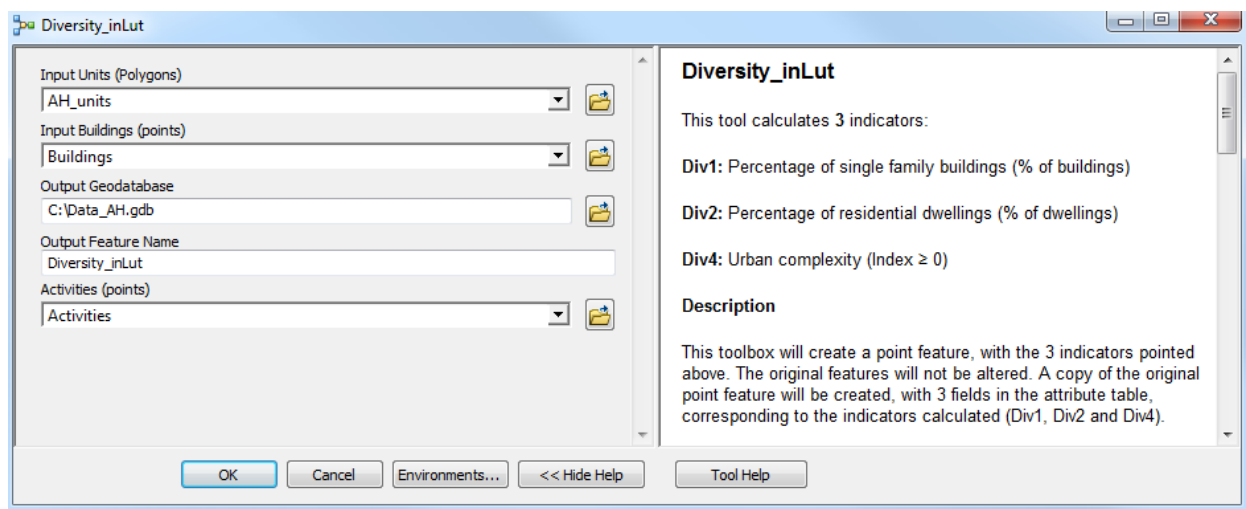 Diversity_inLut
Input Units (Polygons)
AH_units
Input Buildings (points)
Buildings
Output Geodatabase
C:\Data_AH.gdb
Output Feature Name
Diversity_inLut
Activities (points)
Activities
Diversity_inLut
This tool calculates 3 indicators:
Div1: Percentage of single family buildings (% of buildings)
Div2: Percentage of residential dwellings (% of dwellings)
Div4: Urban complexity (Index ≥ 0)
Description
This toolbox will create a point feature, with the 3 indicators pointed
above. The original features will not be altered. A copy of the original
point feature will be created, with 3 fields in the attribute table,
corresponding to the indicators calculated (Div1, Div2 and Div4).
OK Cancel Environments... << Hide Help Tool Help